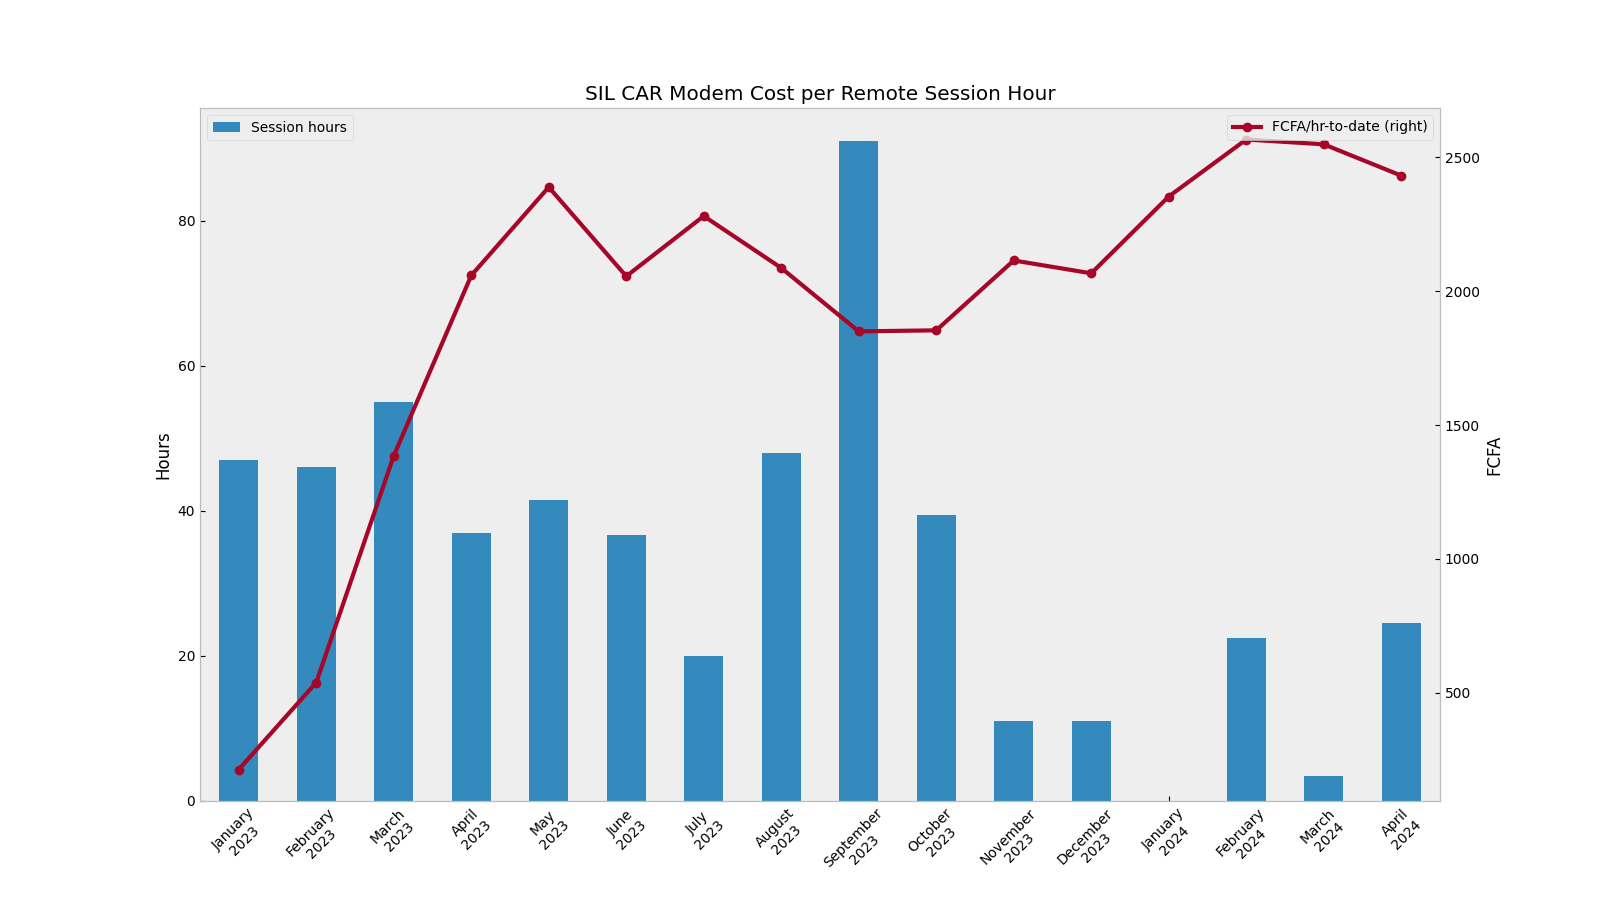 SIL CAR Modem Cost per Remote Session Hour
Session hours
FCFA/hr-to-date (right)
80
60
40
20
0
Hours
2500
2000
1500
1000
500
FCFA
January
2023
February
2023
March
2023
April
2023
May
2023
June
2023
July
2023
August
2023
September
2023
October
2023
November
2023
December
2023
January
2024
February
2024
March
2024
April
2024